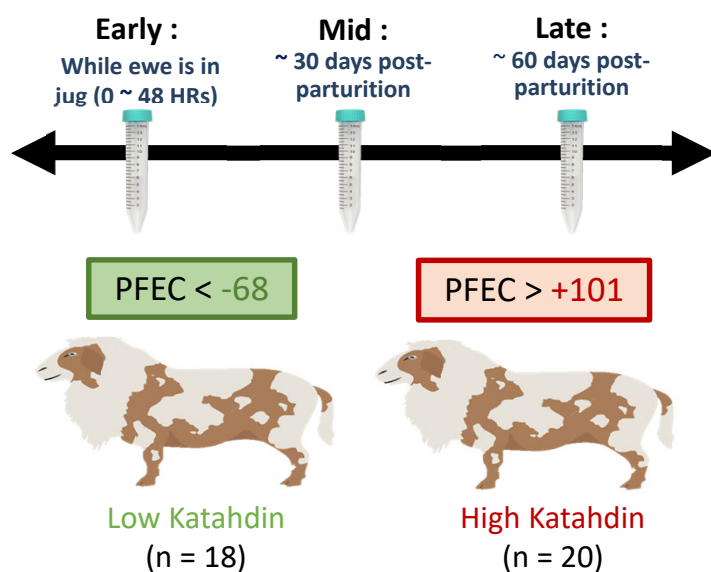 Early :
While ewe is in
jug (0 ~ 48 HRs)
Mid :
~ 30 days post-
parturition
Late :
~ 60 days post-
parturition
PFEC < -68
PFEC > +101
Low Katahdin
(n = 18)
High Katahdin
(n = 20)